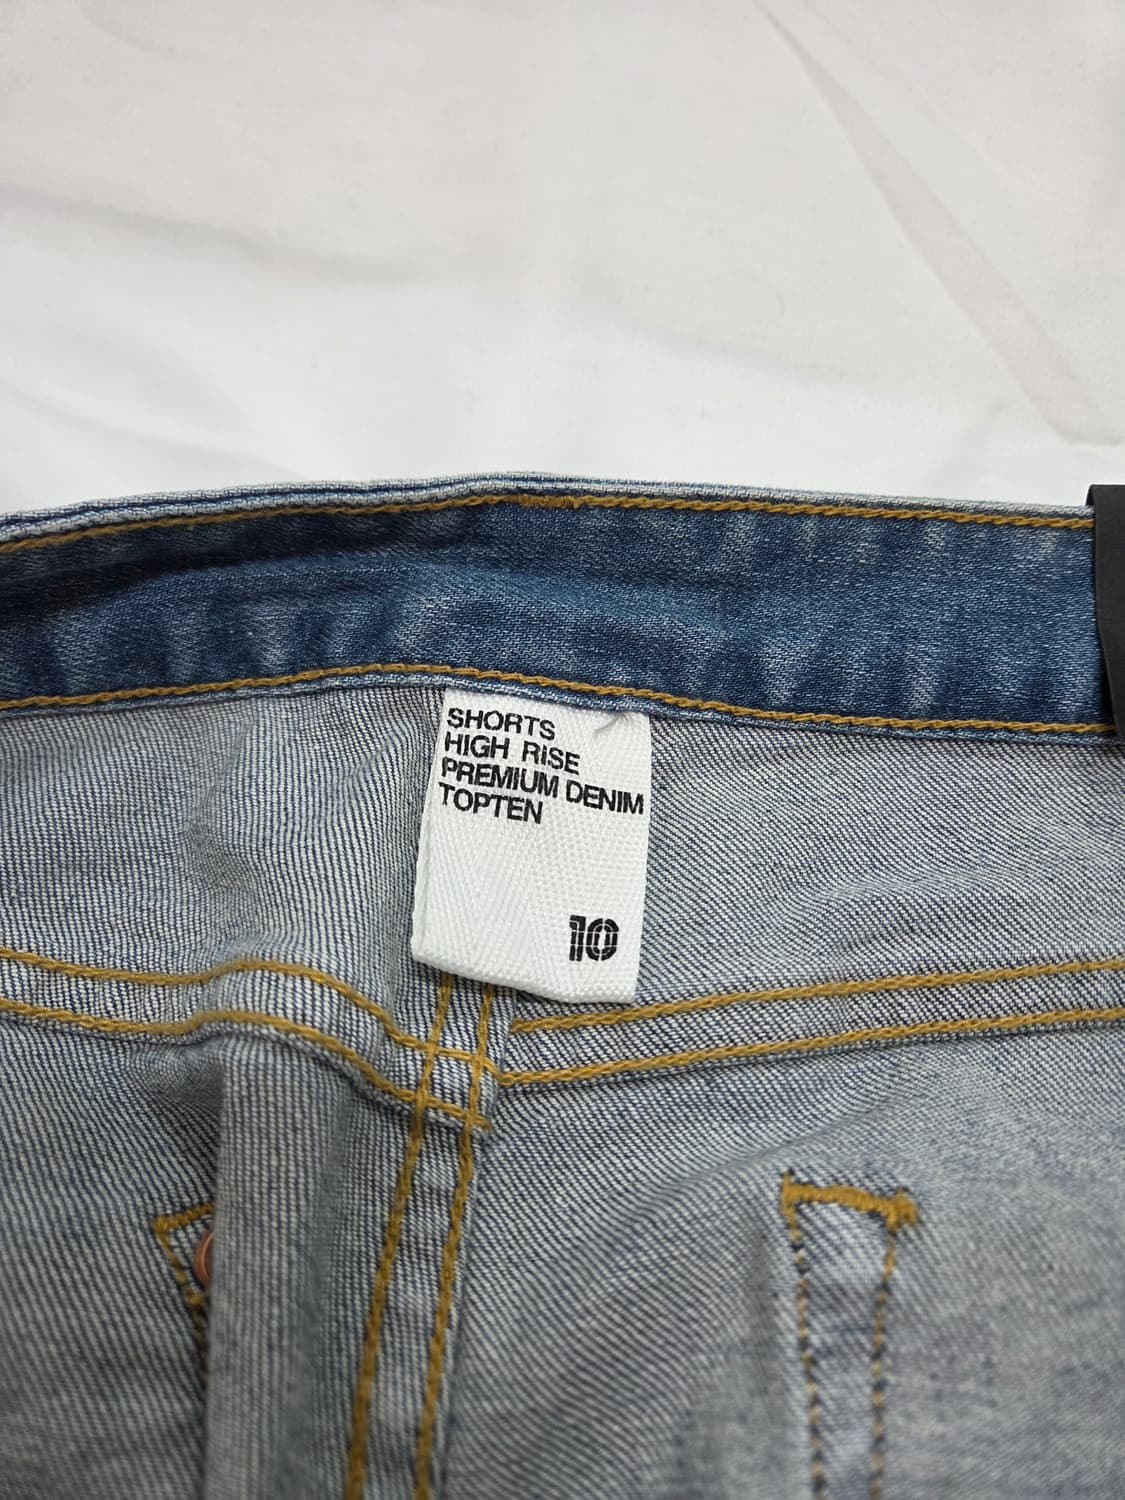 SHORTS
HIGH RISE
PREMIUM DENIM
TOPTEN
10